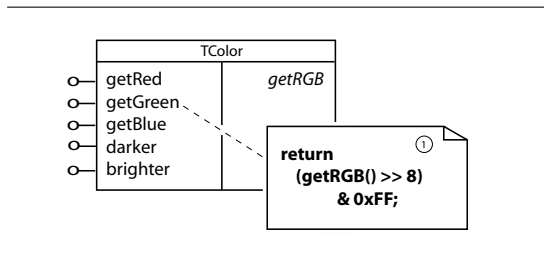 TColor
getRed
getGreen
getBlue
darker
brighter
getRGB
1
return
(getRGB() >> 8)
& 0xFF;